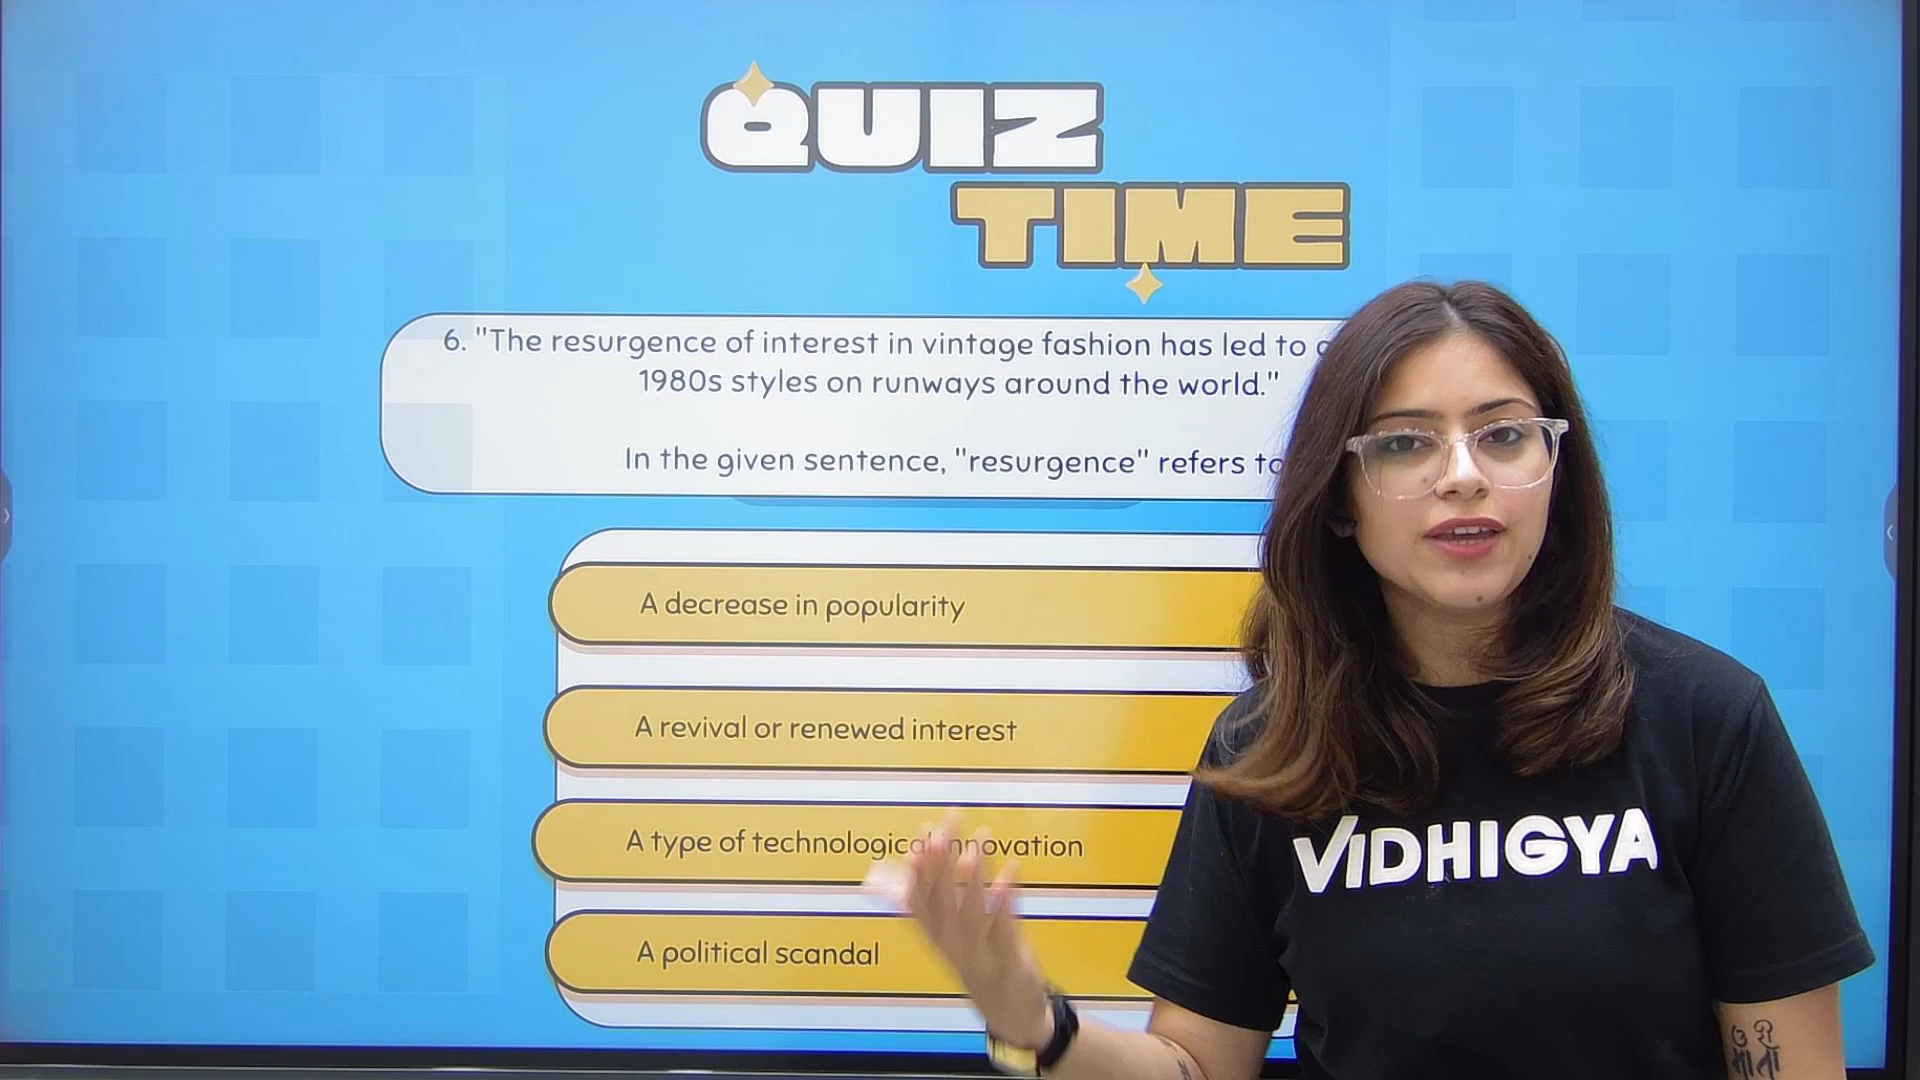 QUIZ
TIME
6. "The resurgence of interest in vintage fashion has led to
1980s styles on runways around the world."
In the given sentence, "resurgence" refers to
A decrease in popularity
A revival or renewed interest
A type of technological innovation
A political scandal
VIDHIGYA